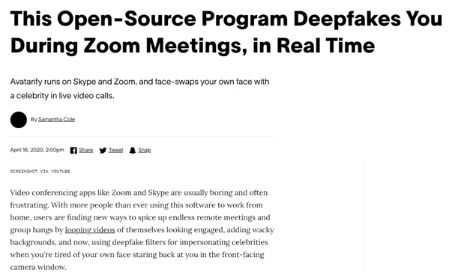 This Open-Source Program Deepfakes You
During Zoom Meetings, in Real Time
Avatarify runs on Skype and Zoom, and face-swaps your own face with
a celebrity in live video calls.
By Samantha Cole
April 16, 2020, 2:00pm Share Tweet Snap
SCREENSHOT VIA YOUTUBE
Video conferencing apps like Zoom and Skype are usually boring and often
frustrating. With more people than ever using this software to work from
home, users are finding new ways to spice up endless remote meetings and
group hangs by looping videos of themselves looking engaged, adding wacky
backgrounds, and now, using deepfake filters for impersonating celebrities
when you're tired of your own face staring back at you in the front-facing
camera window.